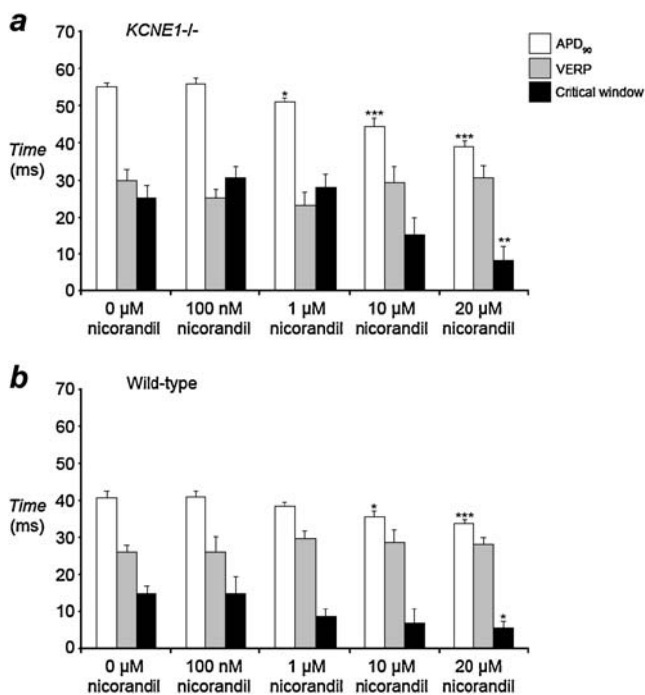 a
KCNE1-/-
70
60
50
40
30
20
10
0
Time
(ms)
APD90
VERP
Critical window
*
***
***
**
0 µM 100 nM 1 µM 10 µM 20 µM
nicorandil nicorandil nicorandil nicorandil nicorandil
b
Wild-type
70
60
50
40
30
20
10
0
Time
(ms)
*
***
*
0 µM 100 nM 1 µM 10 µM 20 µM
nicorandil nicorandil nicorandil nicorandil nicorandil